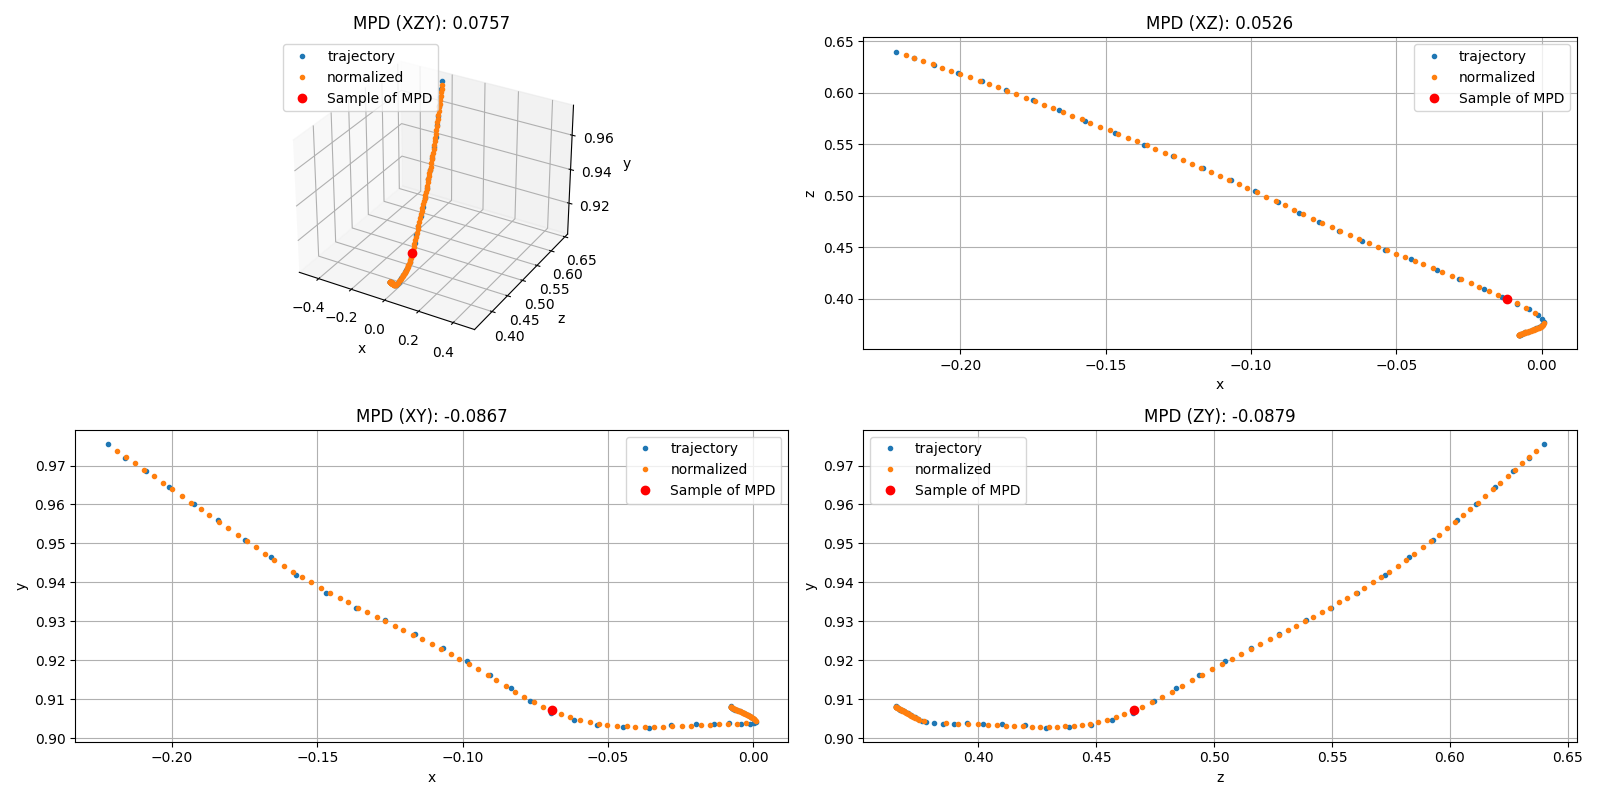 MPD (XZY): 0.0757
trajectory
normalized
Sample of MPD
0.96
0.94
0.92
y
0.65
0.60
0.55
0.50
0.45
0.40
z
−0.4
−0.2
0.0
0.2
0.4
x
MPD (XZ): 0.0526
trajectory
normalized
Sample of MPD
0.65
0.60
0.55
0.50
0.45
0.40
z
−0.20 −0.15 −0.10 −0.05 0.00
x
MPD (XY): -0.0867
trajectory
normalized
Sample of MPD
0.97
0.96
0.95
0.94
0.93
0.92
0.91
0.90
y
−0.20 −0.15 −0.10 −0.05 0.00
x
MPD (ZY): -0.0879
trajectory
normalized
Sample of MPD
0.97
0.96
0.95
0.94
0.93
0.92
0.91
0.90
y
0.40 0.45 0.50 0.55 0.60 0.65
z